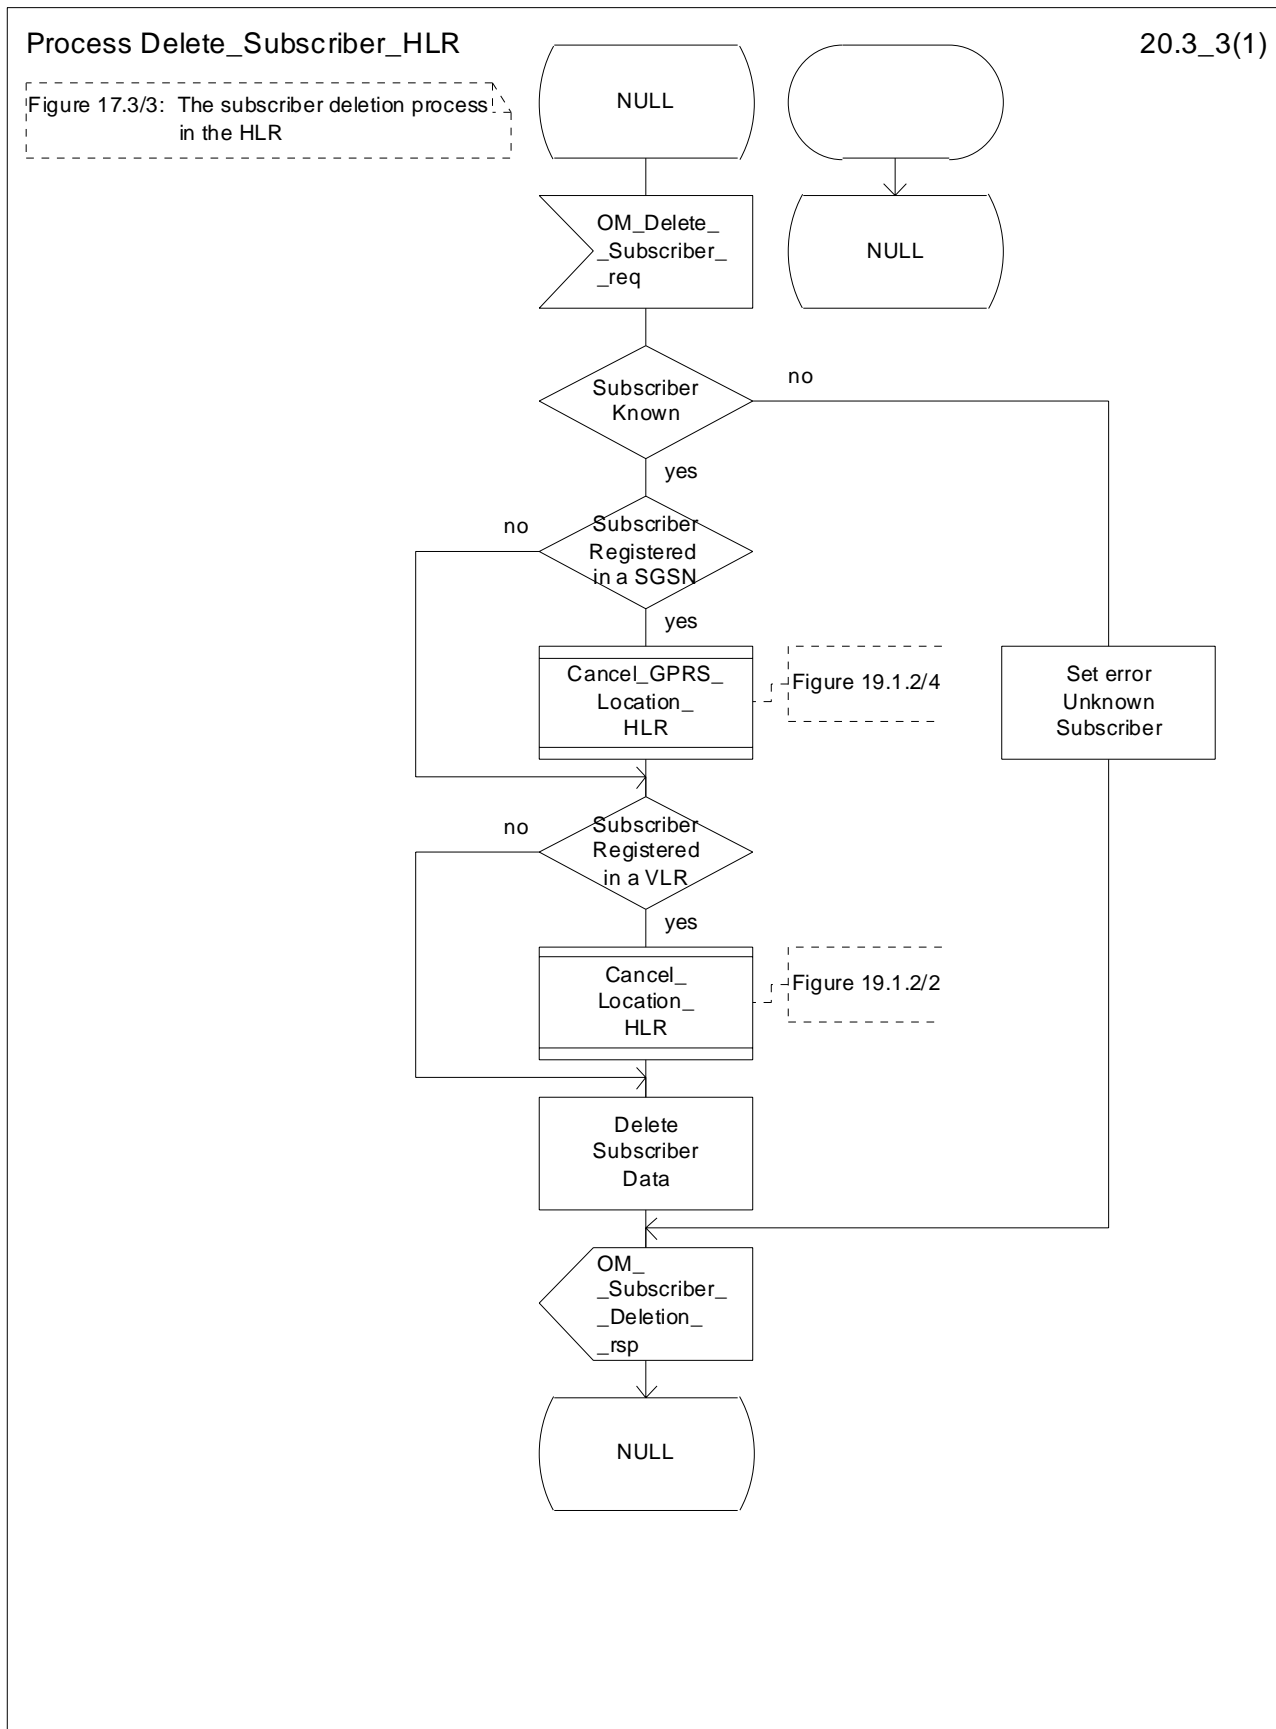 Process Delete_Subscriber_HLR
20.3_3(1)
Figure 17.3/3: The subscriber deletion process
in the HLR
NULL
OM_Delete_
_Subscriber_
_req
NULL
Subscriber
Known
no
yes
Subscriber
Registered
in a SGSN
no
yes
Cancel_GPRS_
Location_
HLR
Figure 19.1.2/4
Set error
Unknown
Subscriber
Subscriber
Registered
in a VLR
no
yes
Cancel_
Location_
HLR
Figure 19.1.2/2
Delete
Subscriber
Data
OM_
_Subscriber_
_Deletion_
_rsp
NULL